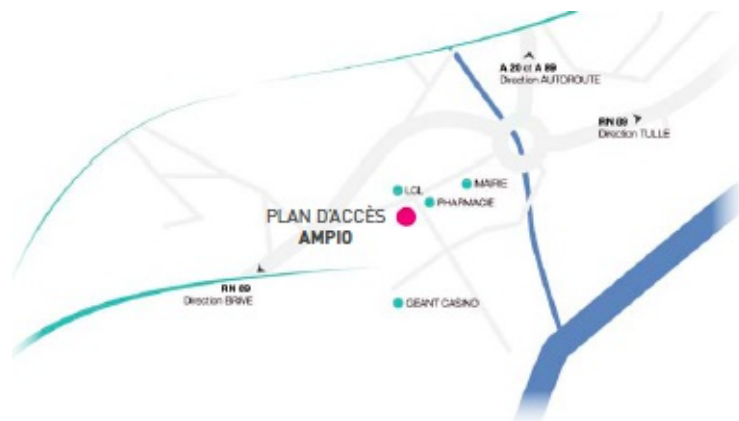 A 20 et A 89
Direction AUTOROUTE
RN 89
Direction TULLE
LCL
MAIRIE
PHARMACIE
PLAN D'ACCÈS
AMPIO
RN 89
Direction BRIVE
GEANT CASINO